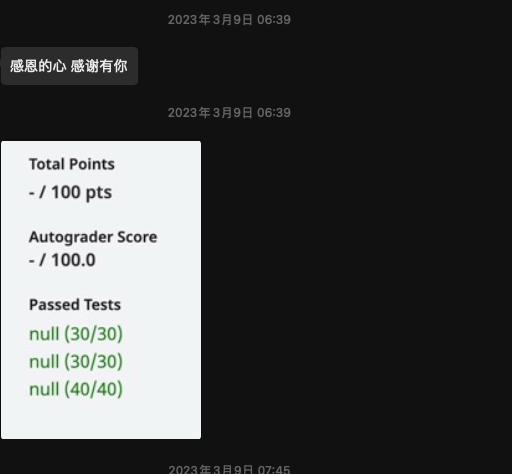 2023年3月9日 06:39
感恩的心 感谢有你
2023年3月9日 06:39
Total Points
- / 100 pts
Autograder Score
- / 100.0
Passed Tests
null (30/30)
null (30/30)
null (40/40)
2023年3月9日 07:45